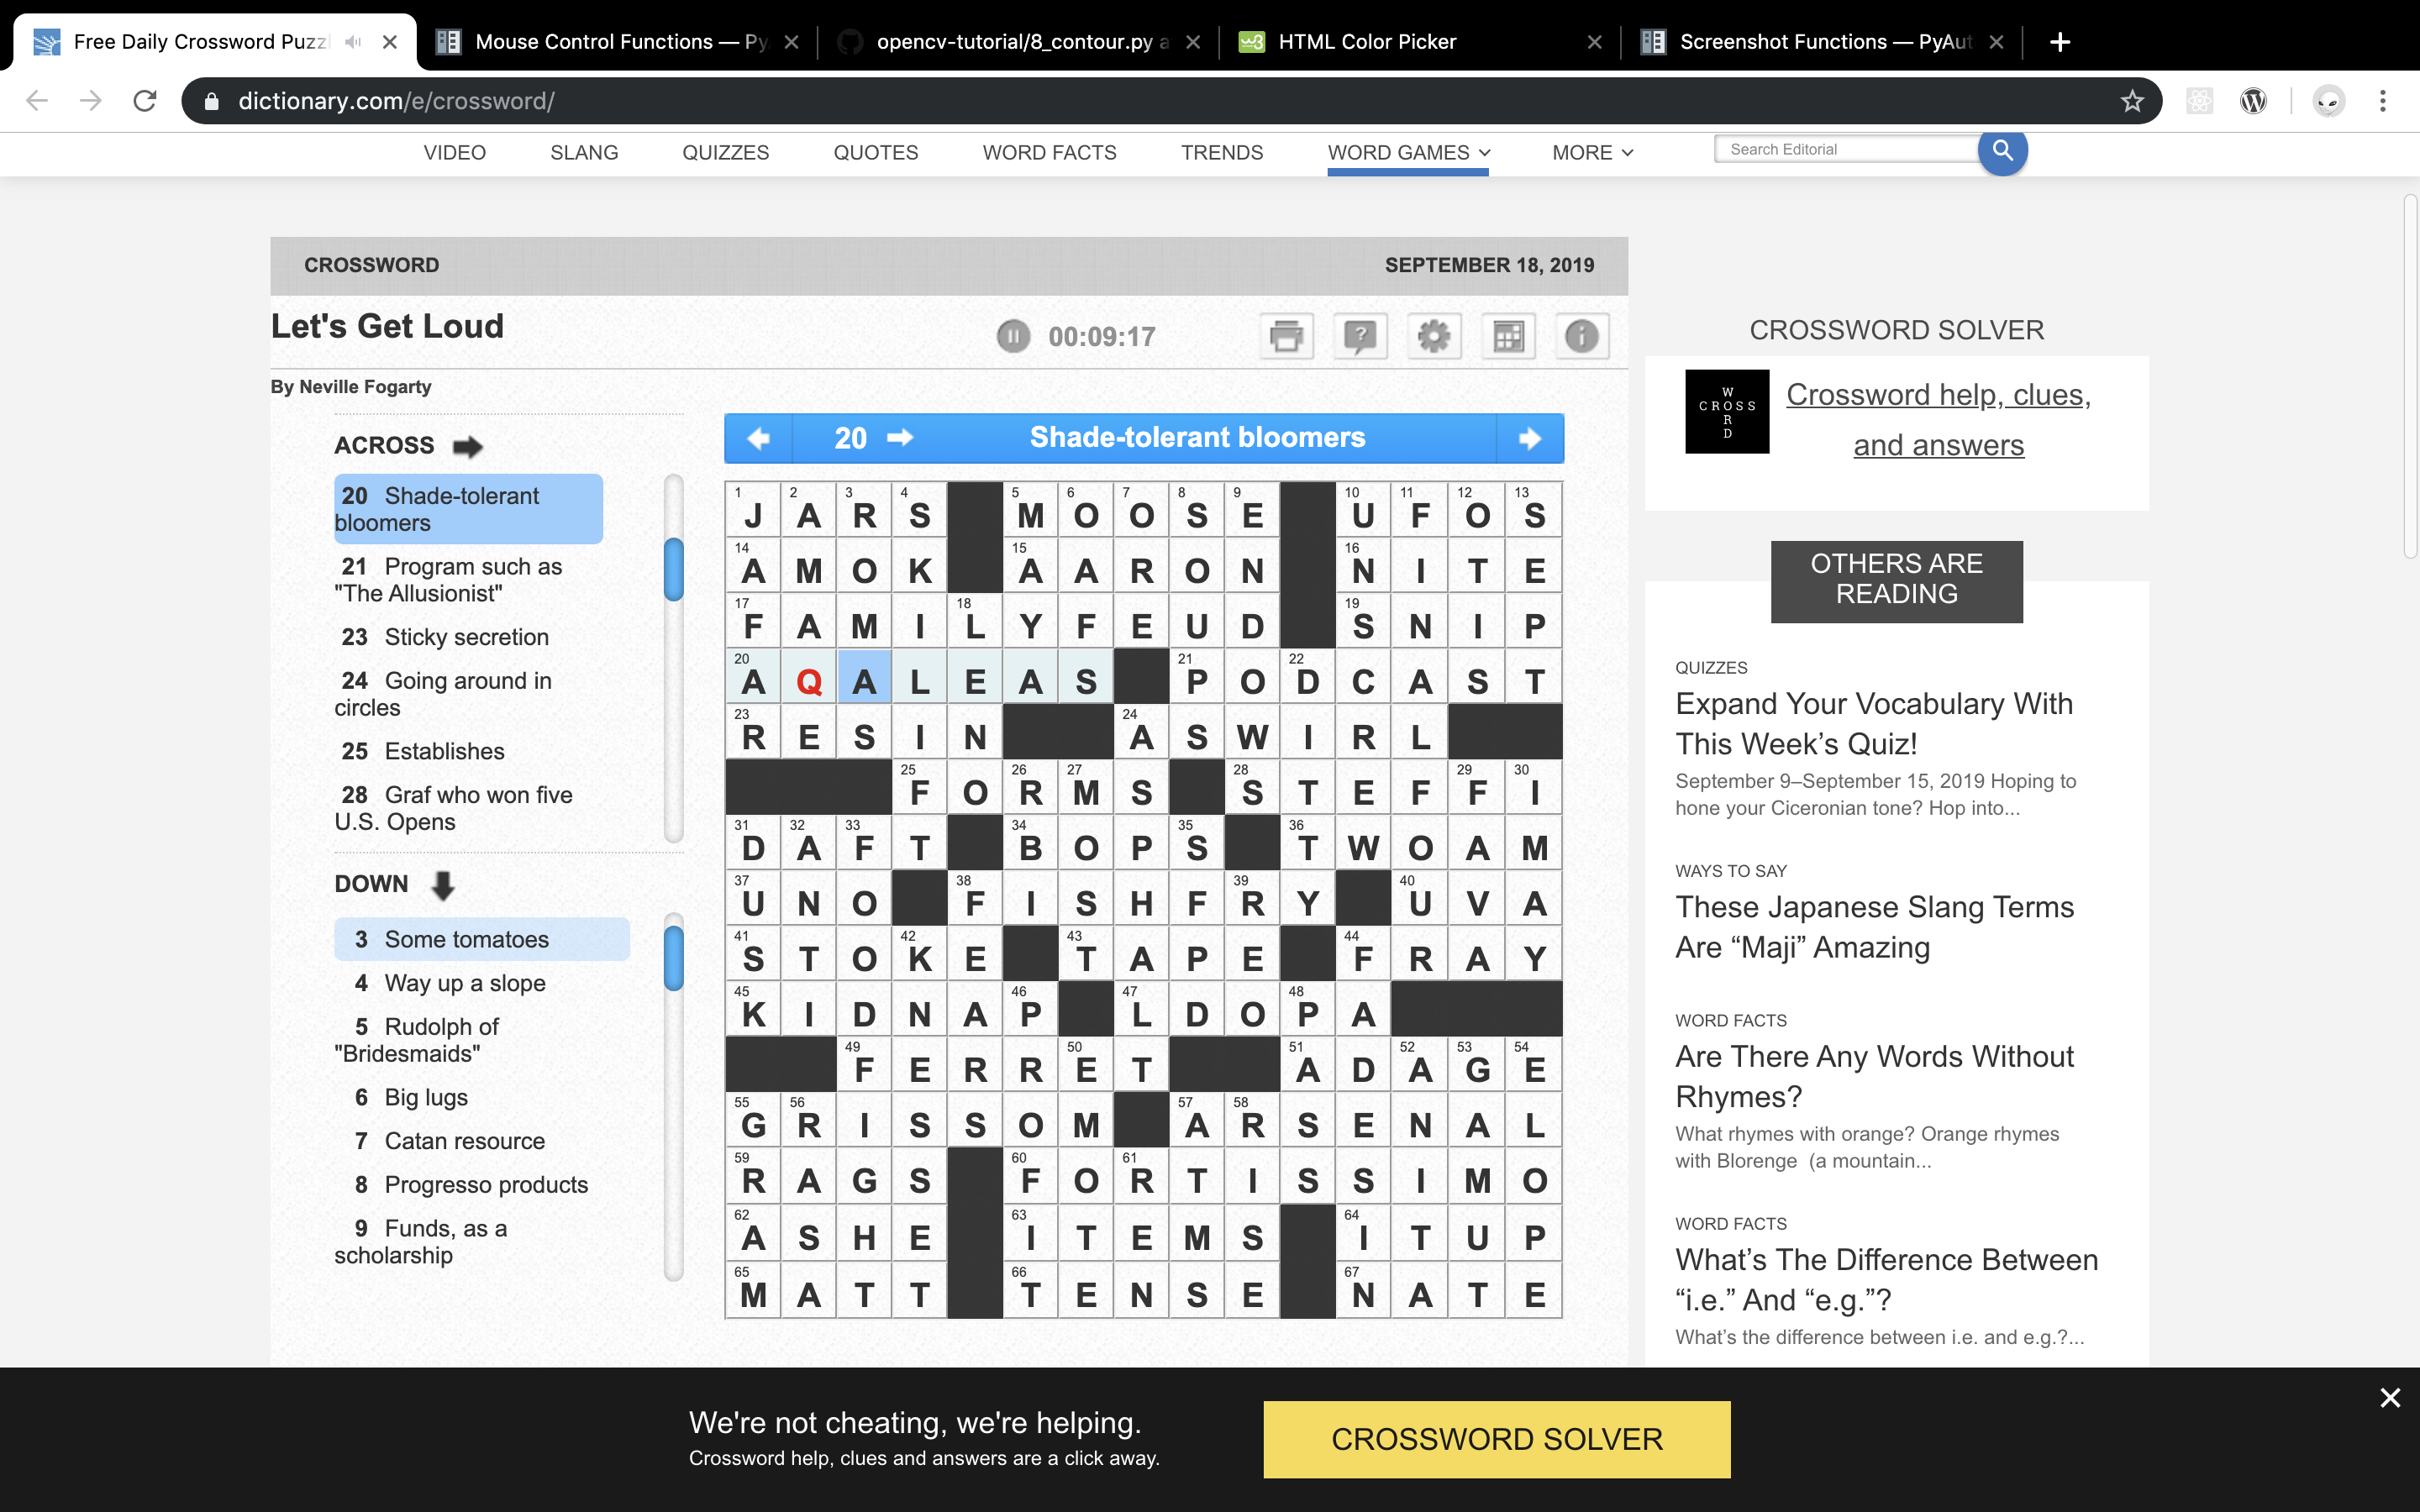 Free Daily Crossword Puzzl
Mouse Control Functions — Py
opencv-tutorial/8_contour.py a
HTML Color Picker
Screenshot Functions — PyAut
dictionary.com/e/crossword/
VIDEO SLANG QUIZZES QUOTES WORD FACTS TRENDS WORD GAMES MORE Search Editorial
CROSSWORD SEPTEMBER 18, 2019
Let's Get Loud
00:09:17
By Neville Fogarty
ACROSS
20 Shade-tolerant
bloomers
21 Program such as
"The Allusionist"
23 Sticky secretion
24 Going around in
circles
25 Establishes
28 Graf who won five
U.S. Opens
DOWN
3 Some tomatoes
4 Way up a slope
5 Rudolph of
"Bridesmaids"
6 Big lugs
7 Catan resource
8 Progresso products
9 Funds, as a
scholarship
20 Shade-tolerant bloomers
1 2 3 4 5 6 7 8 9 10 11 12 13
J A R S M O O S E U F O S
14 15 16
A M O K A A R O N N I T E
17 18 19
F A M I L Y F E U D S N I P
20 21 22
A Q A L E A S P O D C A S T
23 24
R E S I N A S W I R L
25 26 27 28 29 30
F O R M S S T E F F I
31 32 33 34 35 36
D A F T B O P S T W O A M
37 38 39 40
U N O F I S H F R Y U V A
41 42 43 44
S T O K E T A P E F R A Y
45 46 47 48
K I D N A P L D O P A
49 50 51 52 53 54
F E R R E T A D A G E
55 56 57 58
G R I S S O M A R S E N A L
59 60 61
R A G S F O R T I S S I M O
62 63 64
A S H E I T E M S I T U P
65 66 67
M A T T T E N S E N A T E
CROSSWORD SOLVER
W
CROSS
R
D
Crossword help, clues,
and answers
OTHERS ARE
READING
QUIZZES
Expand Your Vocabulary With
This Week’s Quiz!
September 9–September 15, 2019 Hoping to
hone your Ciceronian tone? Hop into...
WAYS TO SAY
These Japanese Slang Terms
Are “Maji” Amazing
WORD FACTS
Are There Any Words Without
Rhymes?
What rhymes with orange? Orange rhymes
with Blorenge (a mountain...
WORD FACTS
What’s The Difference Between
“i.e.” And “e.g.”?
What’s the difference between i.e. and e.g.?...
We're not cheating, we're helping.
Crossword help, clues and answers are a click away.
CROSSWORD SOLVER